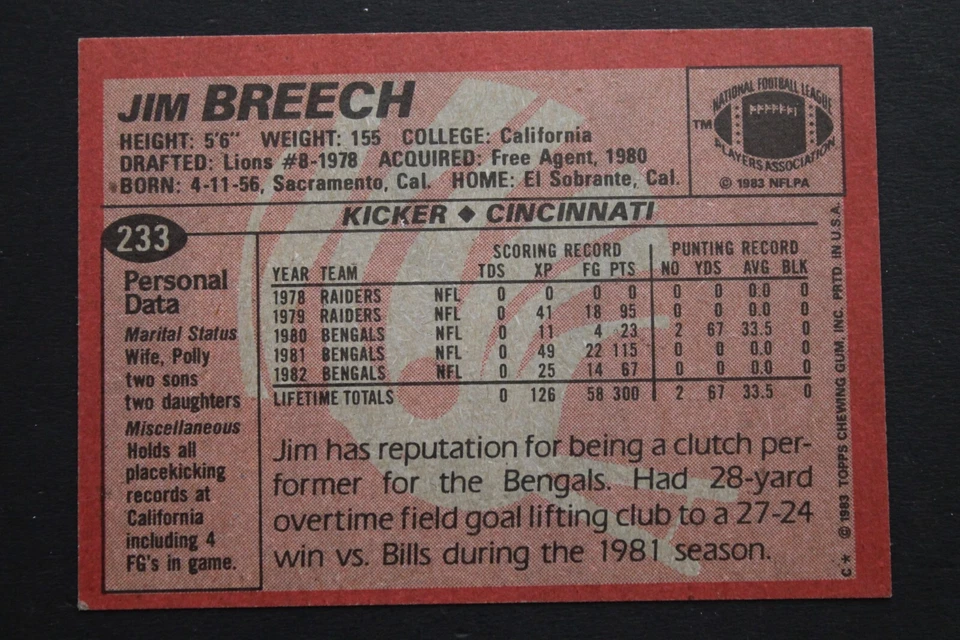 JIM BREECH
HEIGHT: 5'6" WEIGHT: 155 COLLEGE: California
DRAFTED: Lions #8-1978 ACQUIRED: Free Agent, 1980
BORN: 4-11-56, Sacramento, Cal. HOME: El Sobrante, Cal.
NATIONAL FOOTBALL LEAGUE
TM
PLAYERS ASSOCIATION
© 1983 NFLPA
KICKER ◆ CINCINNATI
233
Personal
Data
Marital Status
Wife, Polly
two sons
two daughters
Miscellaneous
Holds all
placekicking
records at
California
including 4
FG's in game.
SCORING RECORD PUNTING RECORD
YEAR TEAM TDS XP FG PTS NO YDS AVG BLK
1978 RAIDERS NFL 0 0 0 0 0 0 0.0 0
1979 RAIDERS NFL 0 41 18 95 0 0 0.0 0
1980 BENGALS NFL 0 11 4 23 2 67 33.5 0
1981 BENGALS NFL 0 49 22 115 0 0 0.0 0
1982 BENGALS NFL 0 25 14 67 0 0 0.0 0
LIFETIME TOTALS 0 126 58 300 2 67 33.5 0
Jim has reputation for being a clutch per-
former for the Bengals. Had 28-yard
overtime field goal lifting club to a 27-24
win vs. Bills during the 1981 season.
C* © 1983 TOPPS CHEWING GUM, INC. PRTD. IN U.S.A.